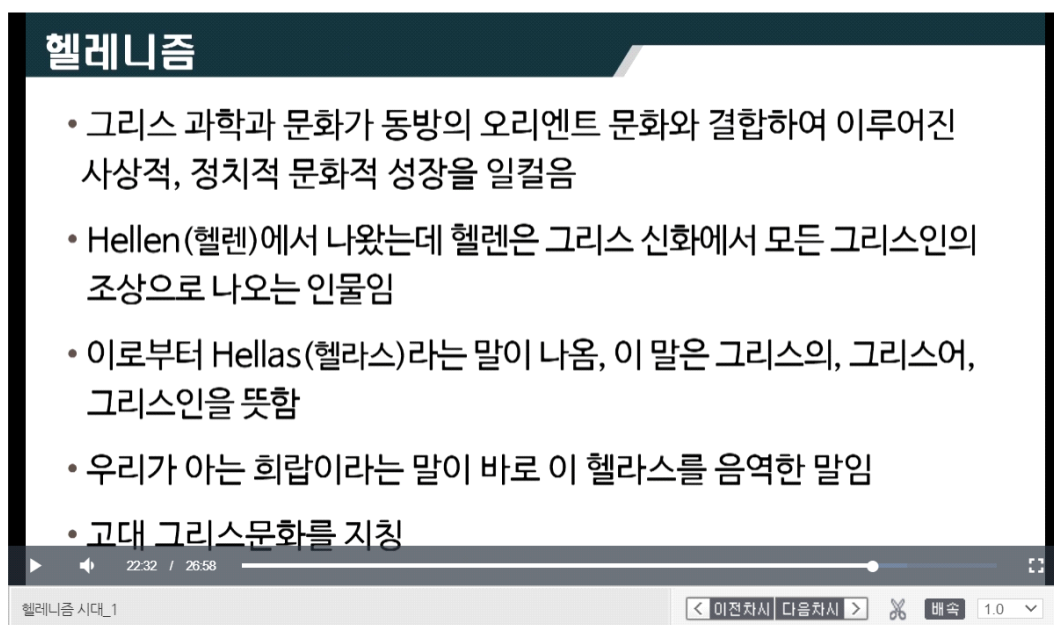 헬레니즘
• 그리스 과학과 문화가 동방의 오리엔트 문화와 결합하여 이루어진
사상적, 정치적 문화적 성장을 일컬음
• Hellen(헬렌)에서 나왔는데 헬렌은 그리스 신화에서 모든 그리스인의
조상으로 나오는 인물임
• 이로부터 Hellas(헬라스)라는 말이 나옴, 이 말은 그리스의, 그리스어,
그리스인을 뜻함
• 우리가 아는 희랍이라는 말이 바로 이 헬라스를 음역한 말임
• 고대 그리스문화를 지칭
22:32 / 26:58
헬레니즘 시대_1 < 이전차시 다음차시 > 배속 1.0